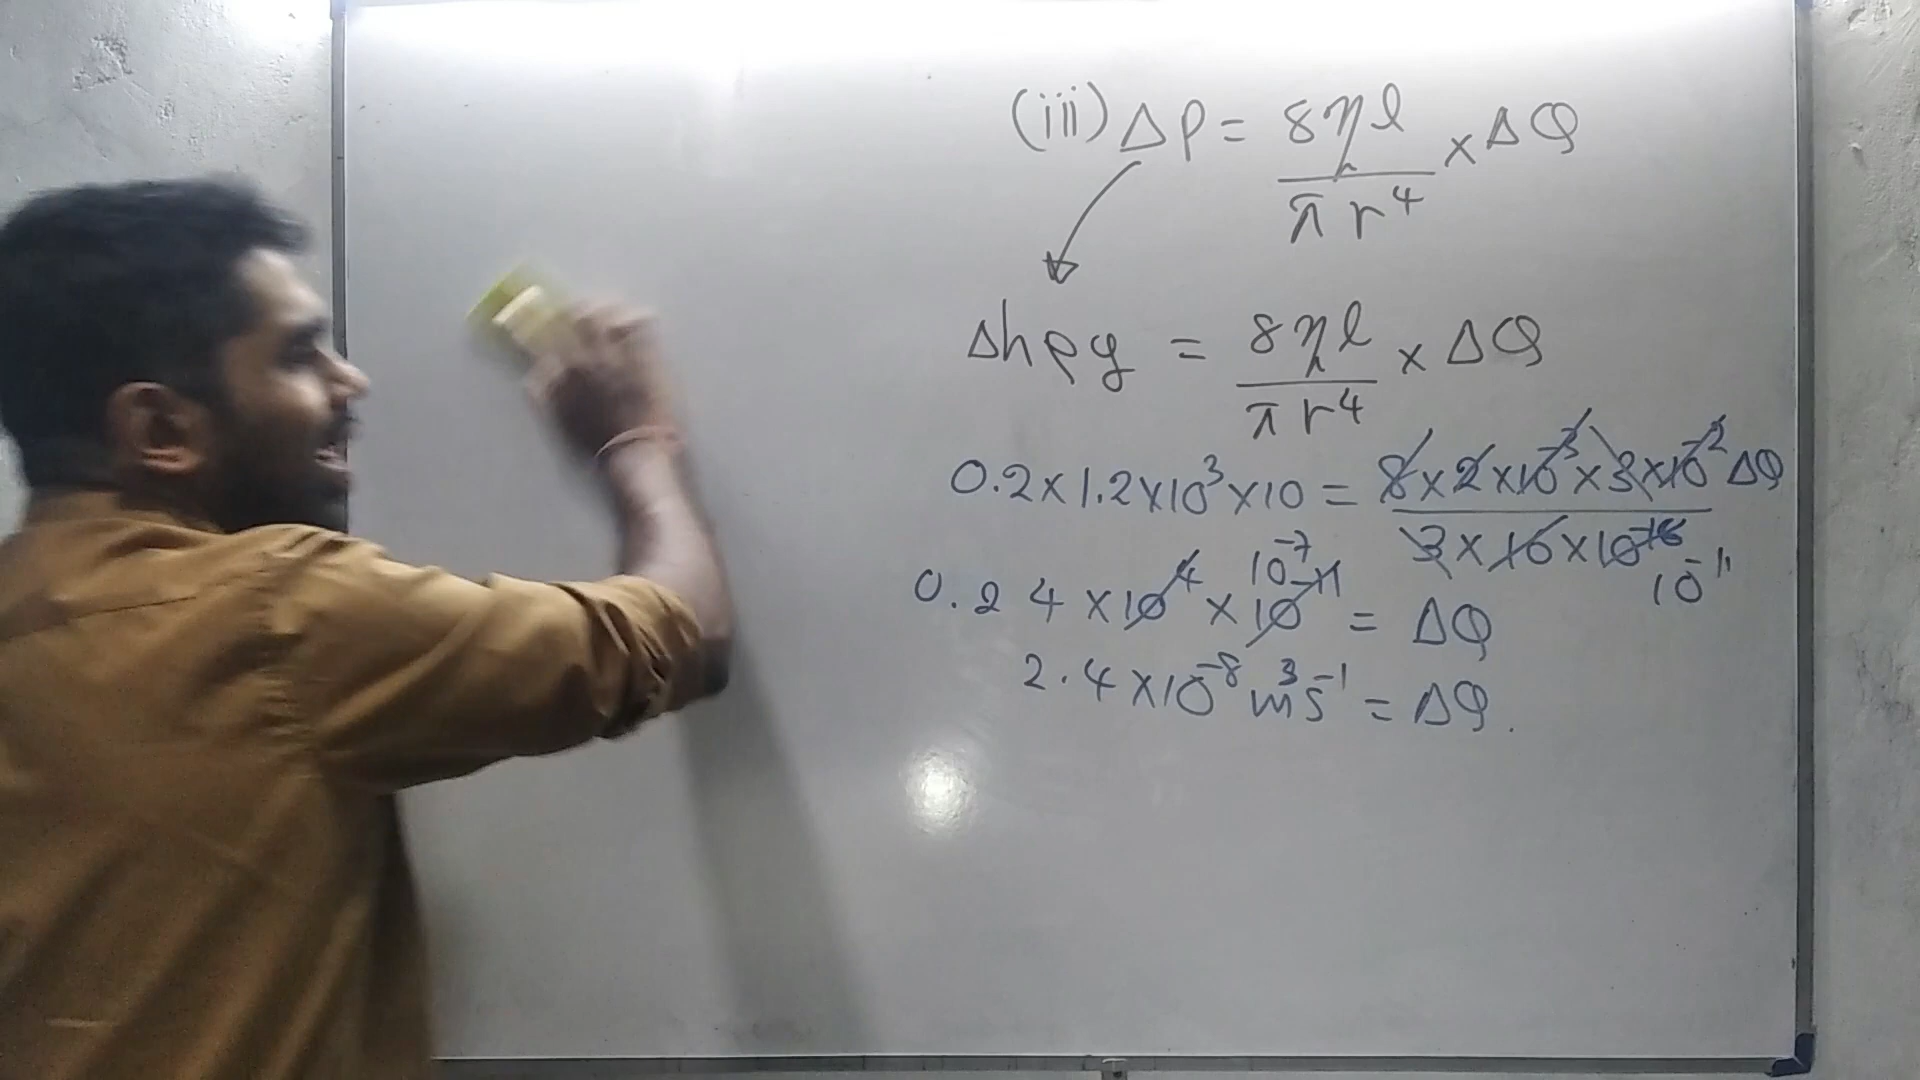 (iii) Δp = 8ηl / πr⁴ × ΔQ
Δhρg = 8ηl / πr⁴ × ΔQ
0.2×1.2×10³×10 = 8×2×10⁻³×3×10⁻² ΔQ / 3×16×10⁻¹⁶
10⁻⁷ 10⁻¹¹
0.24×10⁴×10⁻¹¹ = ΔQ
2.4×10⁻⁸ m³s⁻¹ = ΔQ.